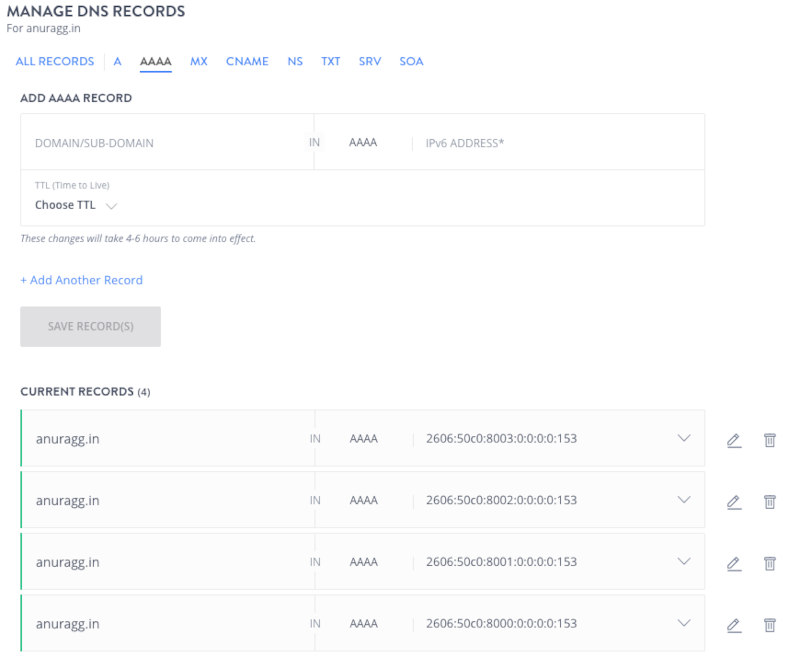 MANAGE DNS RECORDS
For anuragg.in
ALL RECORDS A AAAA MX CNAME NS TXT SRV SOA
ADD AAAA RECORD
DOMAIN/SUB-DOMAIN IN AAAA IPv6 ADDRESS*
TTL (Time to Live)
Choose TTL
These changes will take 4-6 hours to come into effect.
+ Add Another Record
SAVE RECORD(S)
CURRENT RECORDS (4)
anuragg.in IN AAAA 2606:50c0:8003:0:0:0:0:153
anuragg.in IN AAAA 2606:50c0:8002:0:0:0:0:153
anuragg.in IN AAAA 2606:50c0:8001:0:0:0:0:153
anuragg.in IN AAAA 2606:50c0:8000:0:0:0:0:153